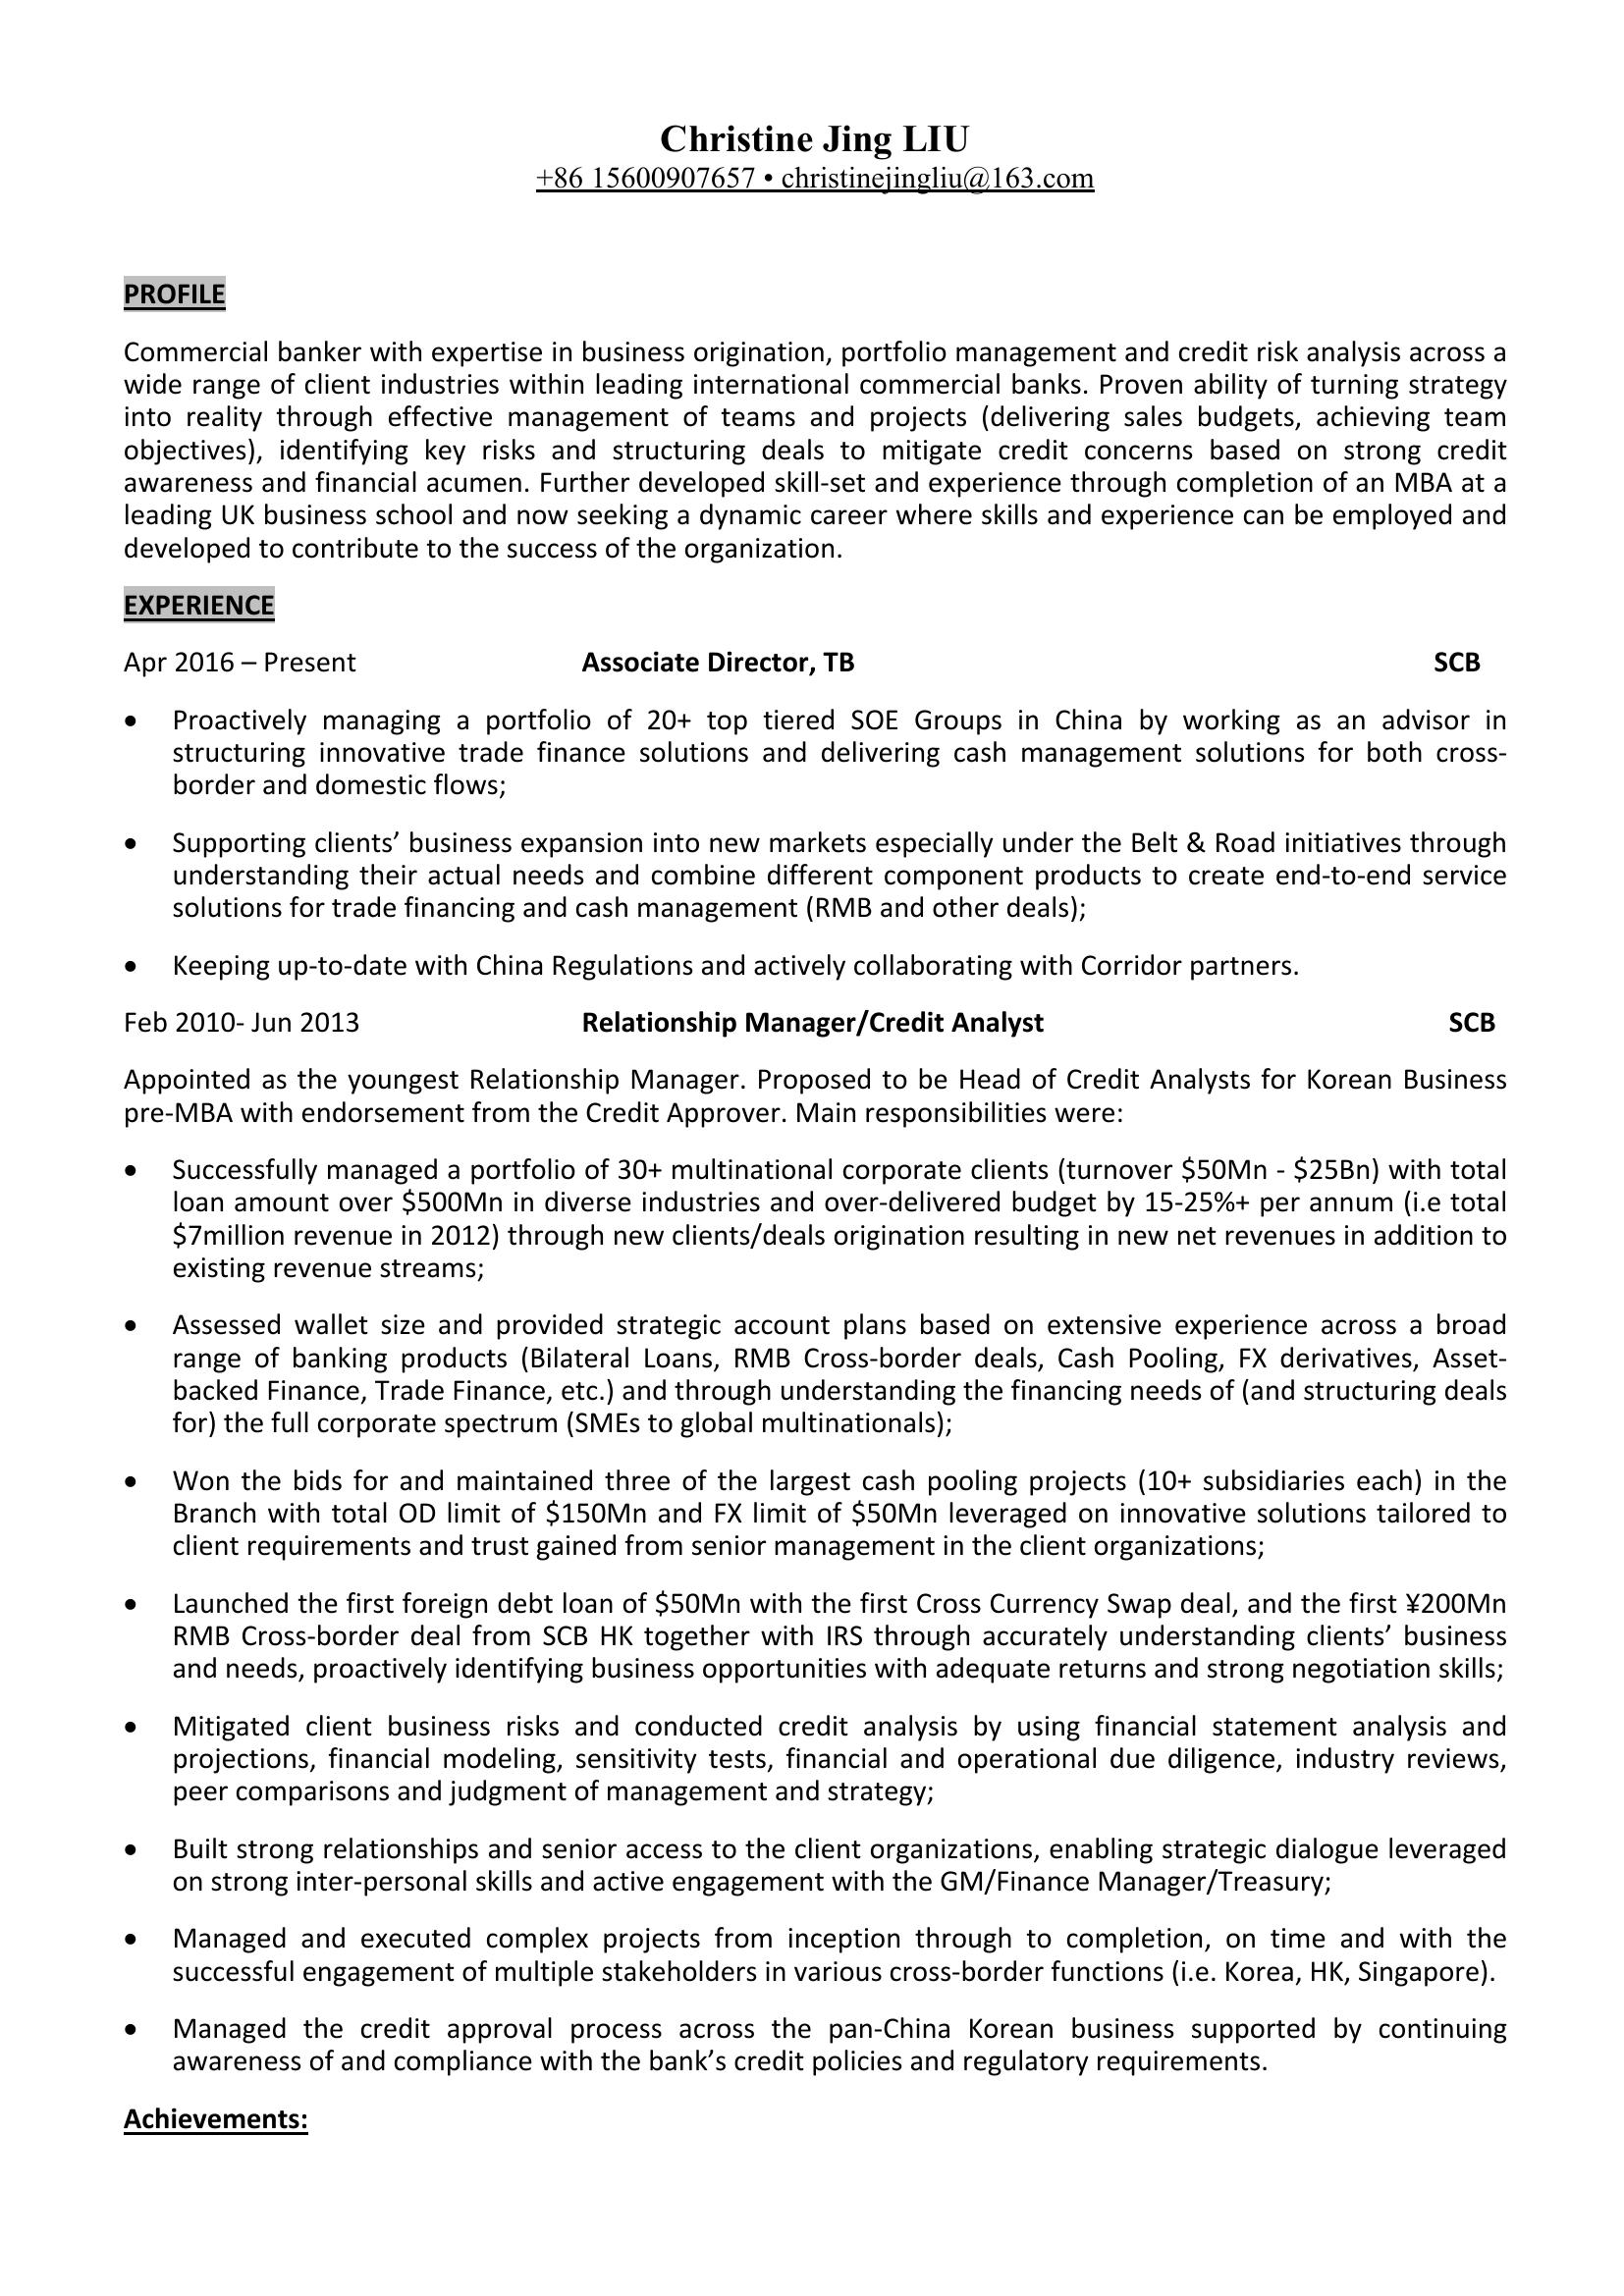 Christine Jing LIU
+86 15600907657 • christinejingliu@163.com
PROFILE
Commercial banker with expertise in business origination, portfolio management and credit risk analysis across a
wide range of client industries within leading international commercial banks. Proven ability of turning strategy
into reality through effective management of teams and projects (delivering sales budgets, achieving team
objectives), identifying key risks and structuring deals to mitigate credit concerns based on strong credit
awareness and financial acumen. Further developed skill-set and experience through completion of an MBA at a
leading UK business school and now seeking a dynamic career where skills and experience can be employed and
developed to contribute to the success of the organization.
EXPERIENCE
Apr 2016 – Present Associate Director, TB SCB
• Proactively managing a portfolio of 20+ top tiered SOE Groups in China by working as an advisor in
structuring innovative trade finance solutions and delivering cash management solutions for both cross-
border and domestic flows;
• Supporting clients’ business expansion into new markets especially under the Belt & Road initiatives through
understanding their actual needs and combine different component products to create end-to-end service
solutions for trade financing and cash management (RMB and other deals);
• Keeping up-to-date with China Regulations and actively collaborating with Corridor partners.
Feb 2010- Jun 2013 Relationship Manager/Credit Analyst SCB
Appointed as the youngest Relationship Manager. Proposed to be Head of Credit Analysts for Korean Business
pre-MBA with endorsement from the Credit Approver. Main responsibilities were:
• Successfully managed a portfolio of 30+ multinational corporate clients (turnover $50Mn - $25Bn) with total
loan amount over $500Mn in diverse industries and over-delivered budget by 15-25%+ per annum (i.e total
$7million revenue in 2012) through new clients/deals origination resulting in new net revenues in addition to
existing revenue streams;
• Assessed wallet size and provided strategic account plans based on extensive experience across a broad
range of banking products (Bilateral Loans, RMB Cross-border deals, Cash Pooling, FX derivatives, Asset-
backed Finance, Trade Finance, etc.) and through understanding the financing needs of (and structuring deals
for) the full corporate spectrum (SMEs to global multinationals);
• Won the bids for and maintained three of the largest cash pooling projects (10+ subsidiaries each) in the
Branch with total OD limit of $150Mn and FX limit of $50Mn leveraged on innovative solutions tailored to
client requirements and trust gained from senior management in the client organizations;
• Launched the first foreign debt loan of $50Mn with the first Cross Currency Swap deal, and the first ¥200Mn
RMB Cross-border deal from SCB HK together with IRS through accurately understanding clients’ business
and needs, proactively identifying business opportunities with adequate returns and strong negotiation skills;
• Mitigated client business risks and conducted credit analysis by using financial statement analysis and
projections, financial modeling, sensitivity tests, financial and operational due diligence, industry reviews,
peer comparisons and judgment of management and strategy;
• Built strong relationships and senior access to the client organizations, enabling strategic dialogue leveraged
on strong inter-personal skills and active engagement with the GM/Finance Manager/Treasury;
• Managed and executed complex projects from inception through to completion, on time and with the
successful engagement of multiple stakeholders in various cross-border functions (i.e. Korea, HK, Singapore).
• Managed the credit approval process across the pan-China Korean business supported by continuing
awareness of and compliance with the bank’s credit policies and regulatory requirements.
Achievements: